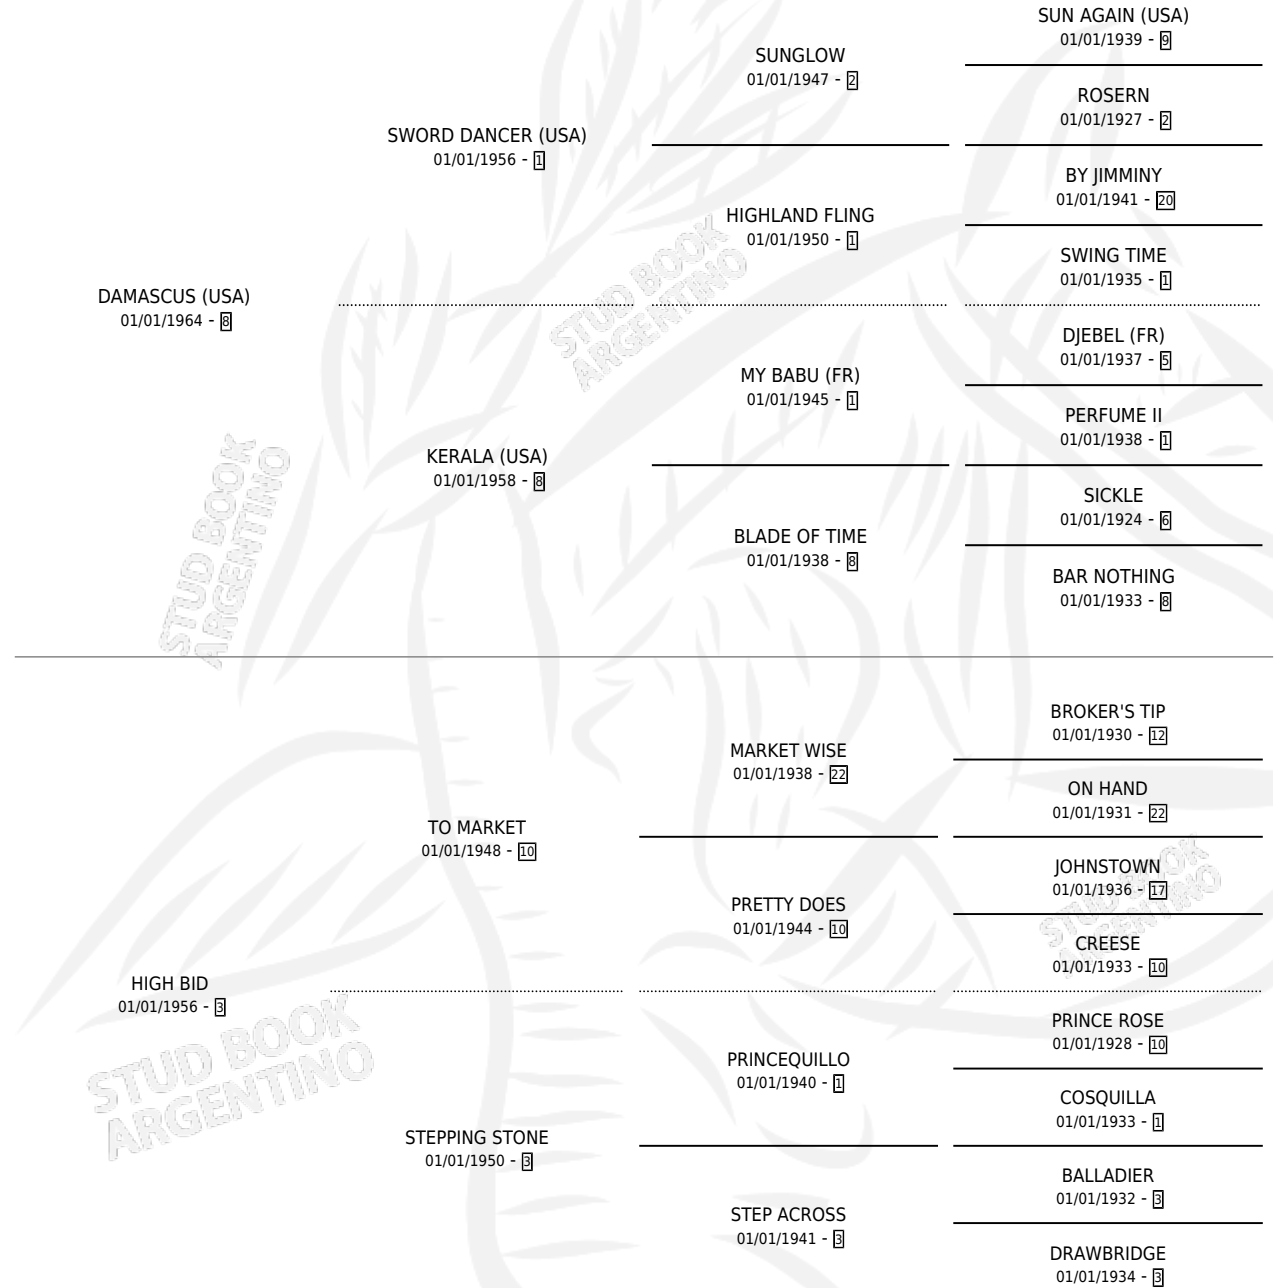 SUN AGAIN (USA)
01/01/1939 - 9
SUNGLOW
01/01/1947 - 2
ROSERN
01/01/1927 - 2
SWORD DANCER (USA)
01/01/1956 - 1
BY JIMMINY
01/01/1941 - 20
HIGHLAND FLING
01/01/1950 - 1
SWING TIME
01/01/1935 - 1
STUD BOOK
ARGENTINO
DAMASCUS (USA)
01/01/1964 - 8
DJEBEL (FR)
01/01/1937 - 5
MY BABU (FR)
01/01/1945 - 1
PERFUME II
01/01/1938 - 1
KERALA (USA)
01/01/1958 - 8
SICKLE
01/01/1924 - 6
BLADE OF TIME
01/01/1938 - 8
BAR NOTHING
01/01/1933 - 8
STUD BOOK
ARGENTINO
BROKER'S TIP
01/01/1930 - 12
MARKET WISE
01/01/1938 - 22
ON HAND
01/01/1931 - 22
TO MARKET
01/01/1948 - 10
JOHNSTOWN
01/01/1936 - 17
PRETTY DOES
01/01/1944 - 10
CREESE
01/01/1933 - 10
STUD BOOK
ARGENTINO
HIGH BID
01/01/1956 - 3
PRINCE ROSE
01/01/1928 - 10
PRINCEQUILLO
01/01/1940 - 1
COSQUILLA
01/01/1933 - 1
STUD BOOK
ARGENTINO
STEPPING STONE
01/01/1950 - 3
BALLADIER
01/01/1932 - 3
STEP ACROSS
01/01/1941 - 3
DRAWBRIDGE
01/01/1934 - 3